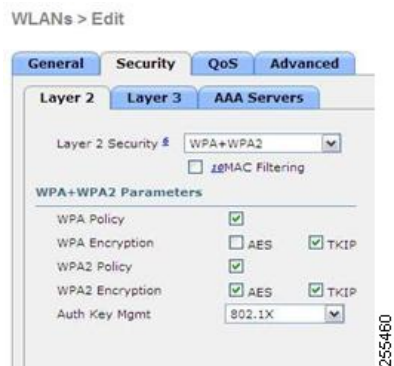 WLANs > Edit
General Security QoS Advanced
Layer 2 Layer 3 AAA Servers
Layer 2 Security 6 WPA+WPA2
10MAC Filtering
WPA+WPA2 Parameters
WPA Policy
WPA Encryption AES TKIP
WPA2 Policy
WPA2 Encryption AES TKIP
Auth Key Mgmt 802.1X
255460